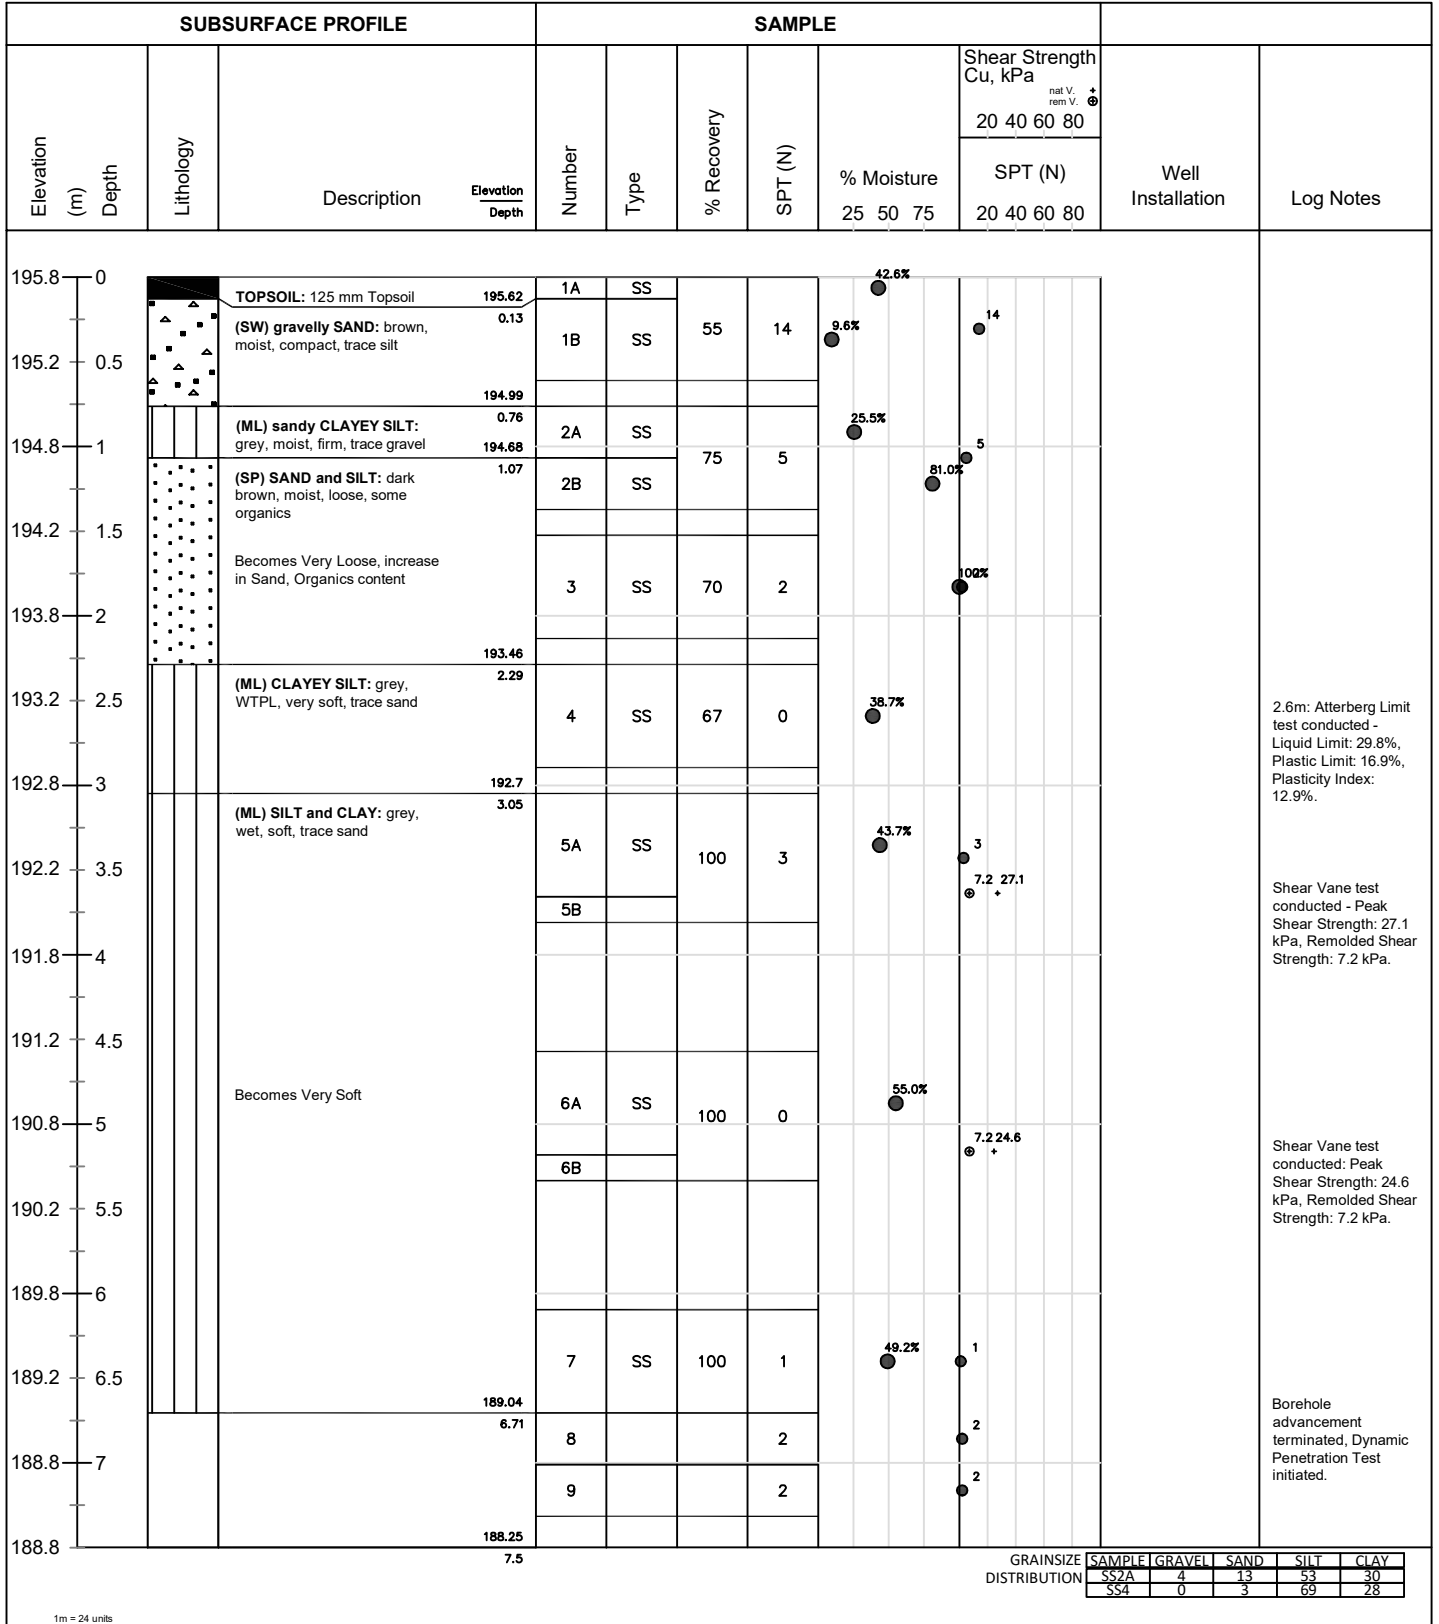 SUBSURFACE PROFILE
SAMPLE
Elevation
(m)
Depth
Lithology
Description
Elevation
Depth
Number
Type
% Recovery
SPT (N)
% Moisture
25 50 75
Shear Strength
Cu, kPa
nat V. +
rem V. ⊕
20 40 60 80
SPT (N)
20 40 60 80
Well
Installation
Log Notes
195.8 0
TOPSOIL: 125 mm Topsoil 195.62
0.13
1A SS
42.6%
(SW) gravelly SAND: brown,
moist, compact, trace silt
1B SS 55 14
9.6%
14
195.2 0.5
194.99
0.76
(ML) sandy CLAYEY SILT:
grey, moist, firm, trace gravel
194.68
1.07
2A SS 75 5
25.5%
5
194.8 1
(SP) SAND and SILT: dark
brown, moist, loose, some
organics
2B SS
81.0%
194.2 1.5
Becomes Very Loose, increase
in Sand, Organics content
3 SS 70 2
193.8 2
193.46
2.29
(ML) CLAYEY SILT: grey,
WTPL, very soft, trace sand
193.2 2.5
4 SS 67 0
38.7%
2.6m: Atterberg Limit
test conducted -
Liquid Limit: 29.8%,
Plastic Limit: 16.9%,
Plasticity Index:
12.9%.
192.8 3
192.7
3.05
(ML) SILT and CLAY: grey,
wet, soft, trace sand
5A SS 100 3
43.7%
3
192.2 3.5
7.2 27.1
5B
Shear Vane test
conducted - Peak
Shear Strength: 27.1
kPa, Remolded Shear
Strength: 7.2 kPa.
191.8 4
191.2 4.5
Becomes Very Soft
6A SS 100 0
55.0%
190.8 5
7.2 24.6
6B
Shear Vane test
conducted: Peak
Shear Strength: 24.6
kPa, Remolded Shear
Strength: 7.2 kPa.
190.2 5.5
189.8 6
7 SS 100 1
49.2%
1
189.2 6.5
189.04
6.71
Borehole
advancement
terminated, Dynamic
Penetration Test
initiated.
8 2
2
188.8 7
9 2
2
188.25
7.5
188.8
GRAINSIZE
DISTRIBUTION
SAMPLE GRAVEL SAND SILT CLAY
SS2A 4 13 53 30
SS4 0 3 69 28
1m = 24 units